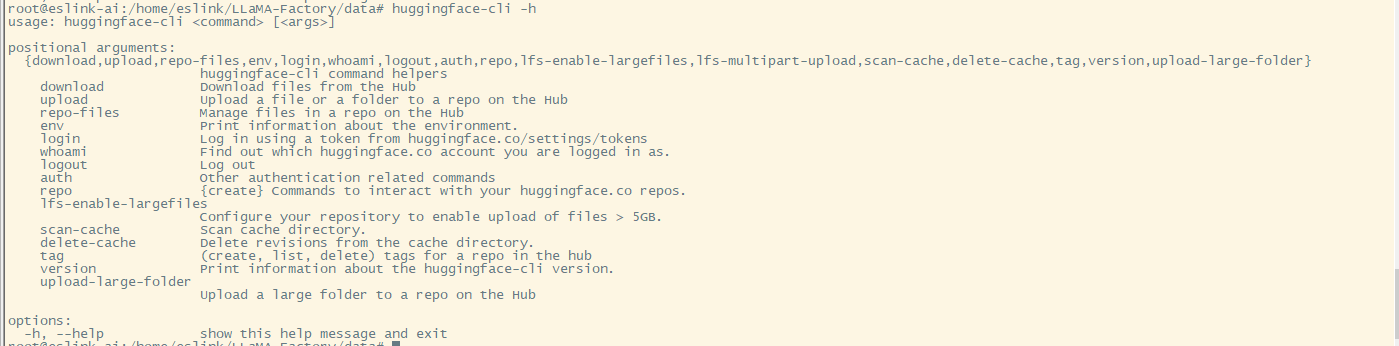 root@eslink-ai:/home/eslink/LLaMA-Factory/data# huggingface-cli -h
usage: huggingface-cli <command> [<args>]
positional arguments:
{download,upload,repo-files,env,login,whoami,logout,auth,repo,lfs-enable-largefiles,lfs-multipart-upload,scan-cache,delete-cache,tag,version,upload-large-folder}
huggingface-cli command helpers
download Download files from the Hub
upload Upload a file or a folder to a repo on the Hub
repo-files Manage files in a repo on the Hub
env Print information about the environment.
login Log in using a token from huggingface.co/settings/tokens
whoami Find out which huggingface.co account you are logged in as.
logout Log out
auth Other authentication related commands
repo {create} Commands to interact with your huggingface.co repos.
lfs-enable-largefiles
Configure your repository to enable upload of files > 5GB.
scan-cache Scan cache directory.
delete-cache Delete revisions from the cache directory.
tag (create, list, delete) tags for a repo in the hub
version Print information about the huggingface-cli version.
upload-large-folder
Upload a large folder to a repo on the Hub
options:
-h, --help show this help message and exit
root@eslink-ai:/home/eslink/LLaMA-Factory/data#